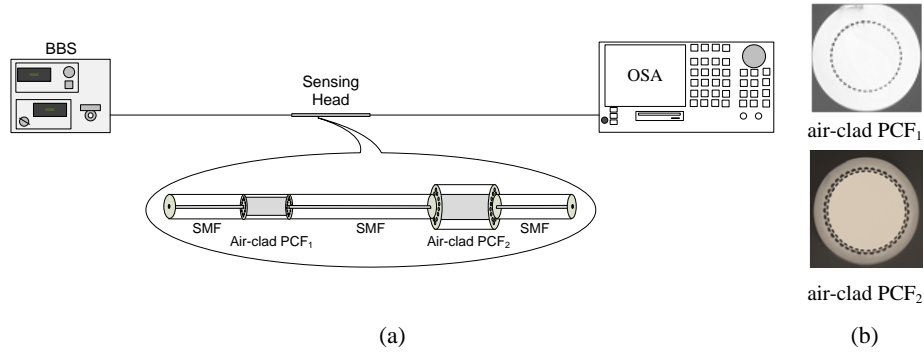 BBS
Sensing
Head
OSA
SMF
Air-clad PCF₁
SMF
Air-clad PCF₂
SMF
(a)
air-clad PCF₁
air-clad PCF₂
(b)